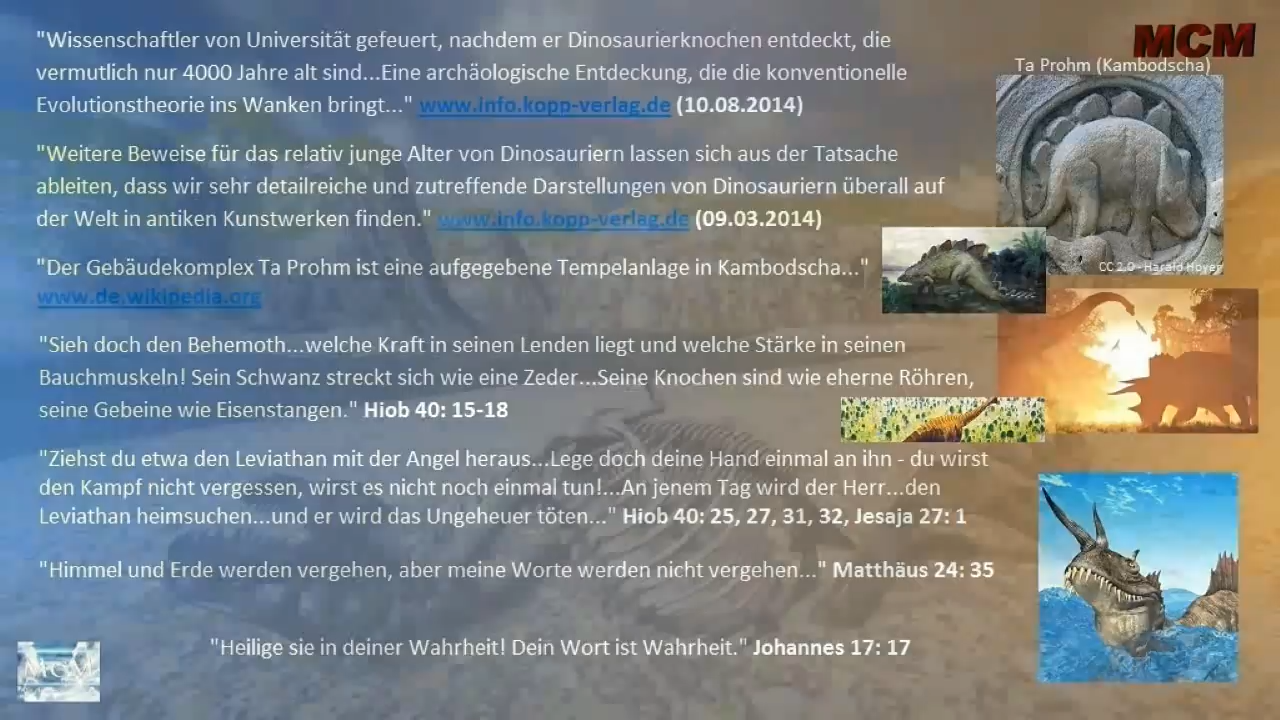 MCM
"Wissenschaftler von Universität gefeuert, nachdem er Dinosaurierknochen entdeckt, die
vermutlich nur 4000 Jahre alt sind...Eine archäologische Entdeckung, die die konventionelle
Evolutionstheorie ins Wanken bringt..." www.info.kopp-verlag.de (10.08.2014)
Ta Prohm (Kambodscha)
"Weitere Beweise für das relativ junge Alter von Dinosauriern lassen sich aus der Tatsache
ableiten, dass wir sehr detailreiche und zutreffende Darstellungen von Dinosauriern überall auf
der Welt in antiken Kunstwerken finden." www.info.kopp-verlag.de (09.03.2014)
CC 2.0 - Harald Hoyer
"Der Gebäudekomplex Ta Prohm ist eine aufgegebene Tempelanlage in Kambodscha..."
www.de.wikipedia.org
"Sieh doch den Behemoth...welche Kraft in seinen Lenden liegt und welche Stärke in seinen
Bauchmuskeln! Sein Schwanz streckt sich wie eine Zeder...Seine Knochen sind wie eherne Röhren,
seine Gebeine wie Eisenstangen." Hiob 40: 15-18
"Ziehst du etwa den Leviathan mit der Angel heraus...Lege doch deine Hand einmal an ihn - du wirst
den Kampf nicht vergessen, wirst es nicht noch einmal tun!...An jenem Tag wird der Herr...den
Leviathan heimsuchen...und er wird das Ungeheuer töten..." Hiob 40: 25, 27, 31, 32, Jesaja 27: 1
"Himmel und Erde werden vergehen, aber meine Worte werden nicht vergehen..." Matthäus 24: 35
"Heilige sie in deiner Wahrheit! Dein Wort ist Wahrheit." Johannes 17: 17
MCM